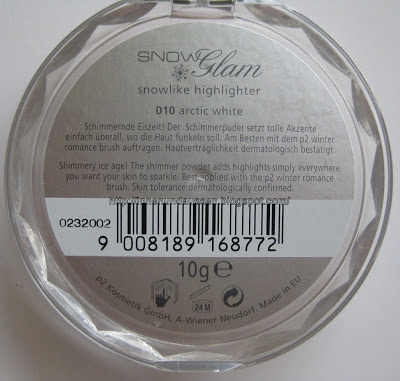 SNOW Glam
snowlike highlighter
010 arctic white
Schimmernde Eiszeit! Der Schimmerpuder setzt tolle Akzente
einfach überall, wo die Haut funkeln soll. Am Besten mit dem p2 winter
romance brush auftragen. Hautverträglichkeit dermatologisch bestätigt.
Shimmery ice age! The shimmer powder adds highlights simply everywhere
you want your skin to sparkle. Best applied with the p2 winter romance
brush. Skin tolerance dermatologically confirmed.
0232002
9 008189 168772
10g e
24 M
p2 Kosmetik GmbH, A-Wiener Neudorf. Made in EU